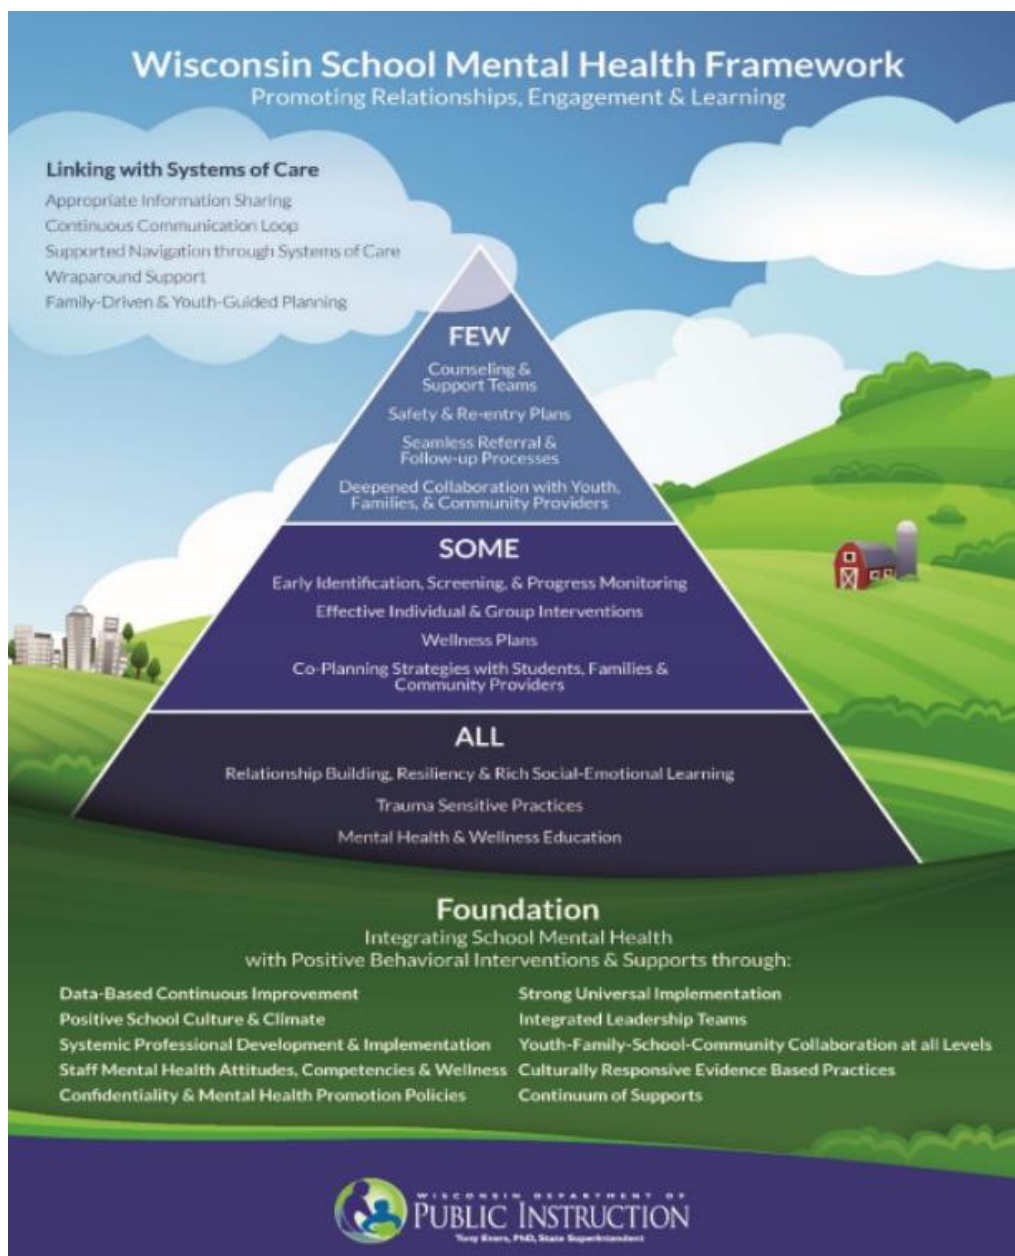 Wisconsin School Mental Health Framework
Promoting Relationships, Engagement & Learning
Linking with Systems of Care
Appropriate Information Sharing
Continuous Communication Loop
Supported Navigation through Systems of Care
Wraparound Support
Family-Driven & Youth-Guided Planning
FEW
Counseling &
Support Teams
Safety & Re-entry Plans
Seamless Referral &
Follow-up Processes
Deepened Collaboration with Youth,
Families, & Community Providers
SOME
Early Identification, Screening, & Progress Monitoring
Effective Individual & Group Interventions
Wellness Plans
Co-Planning Strategies with Students, Families &
Community Providers
ALL
Relationship Building, Resiliency & Rich Social-Emotional Learning
Trauma Sensitive Practices
Mental Health & Wellness Education
Foundation
Integrating School Mental Health
with Positive Behavioral Interventions & Supports through:
Data-Based Continuous Improvement
Positive School Culture & Climate
Systemic Professional Development & Implementation
Staff Mental Health Attitudes, Competencies & Wellness
Confidentiality & Mental Health Promotion Policies
Strong Universal Implementation
Integrated Leadership Teams
Youth-Family-School-Community Collaboration at all Levels
Culturally Responsive Evidence Based Practices
Continuum of Supports
WISCONSIN DEPARTMENT OF
PUBLIC INSTRUCTION
Tony Evers, PhD, State Superintendent